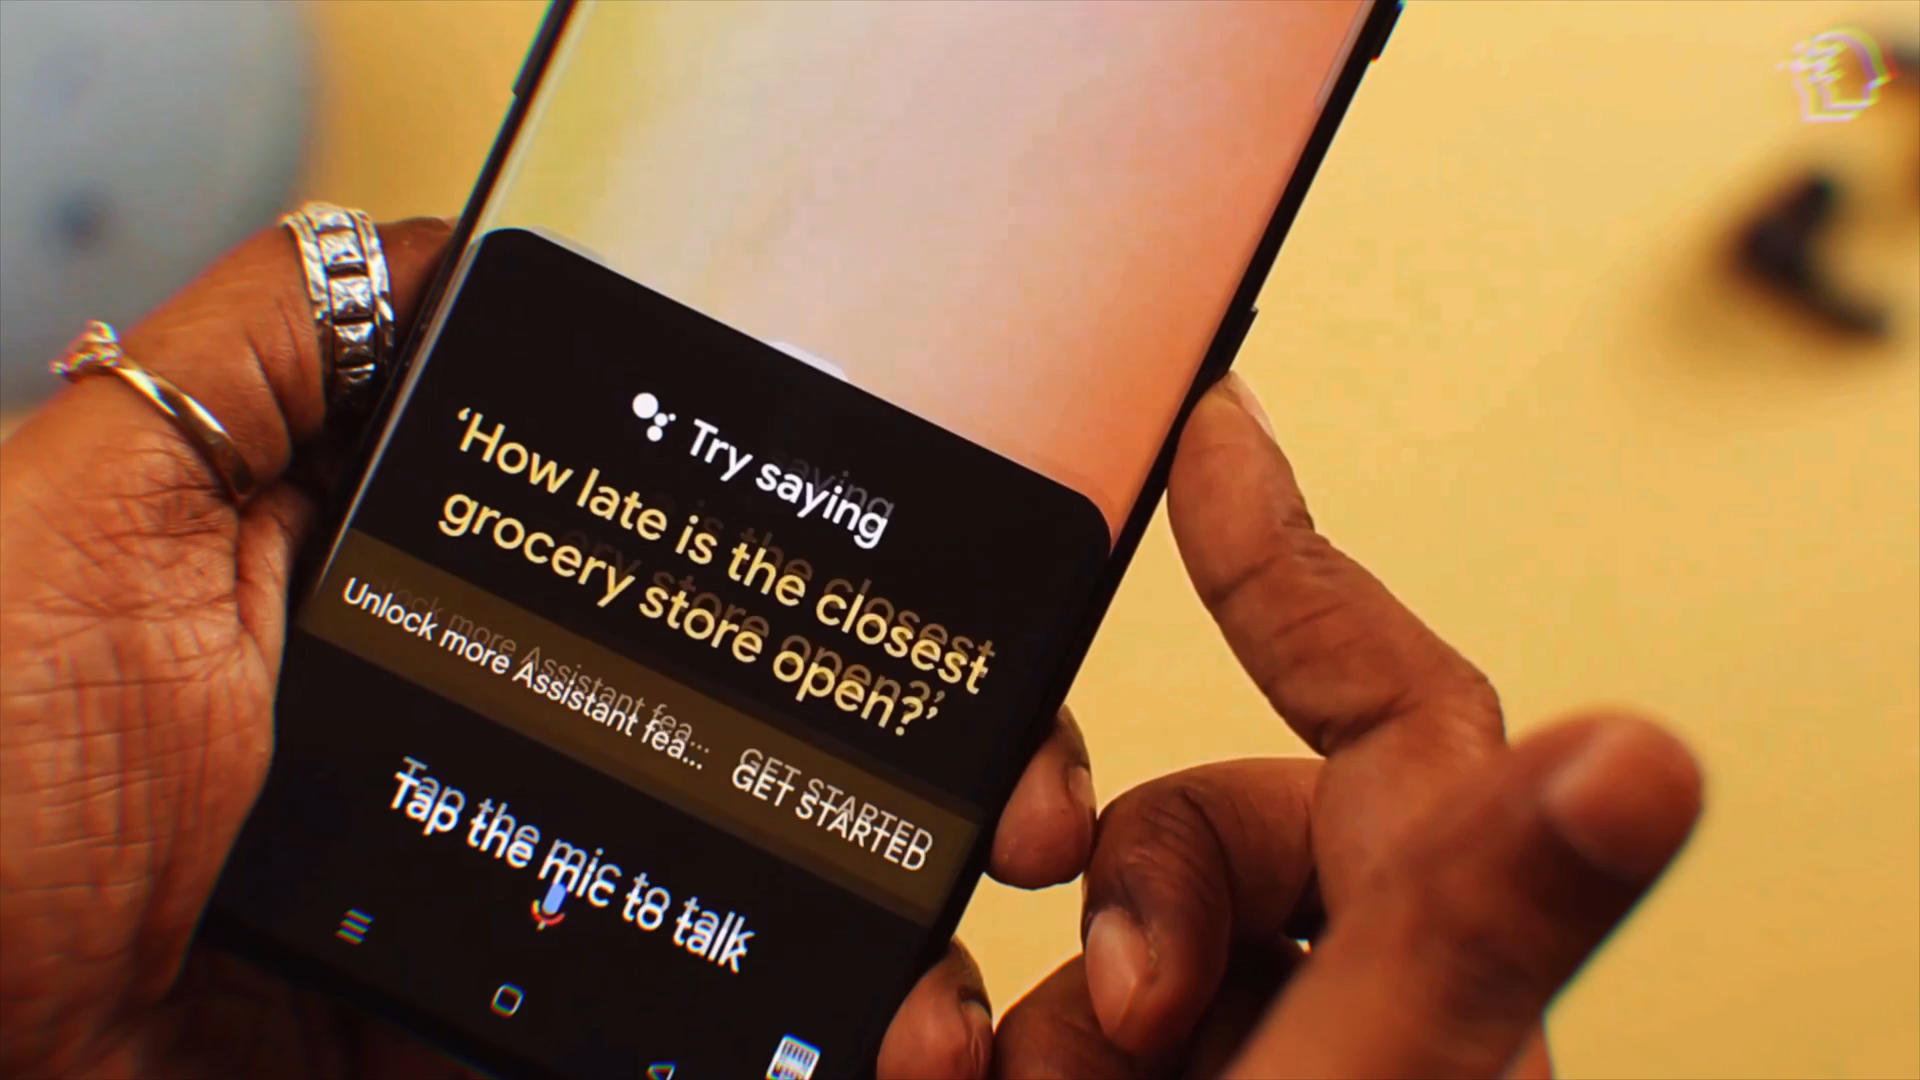 Try saying
‘How late is the closest
grocery store open?’
Unlock more Assistant fea... GET STARTED
Tap the mic to talk